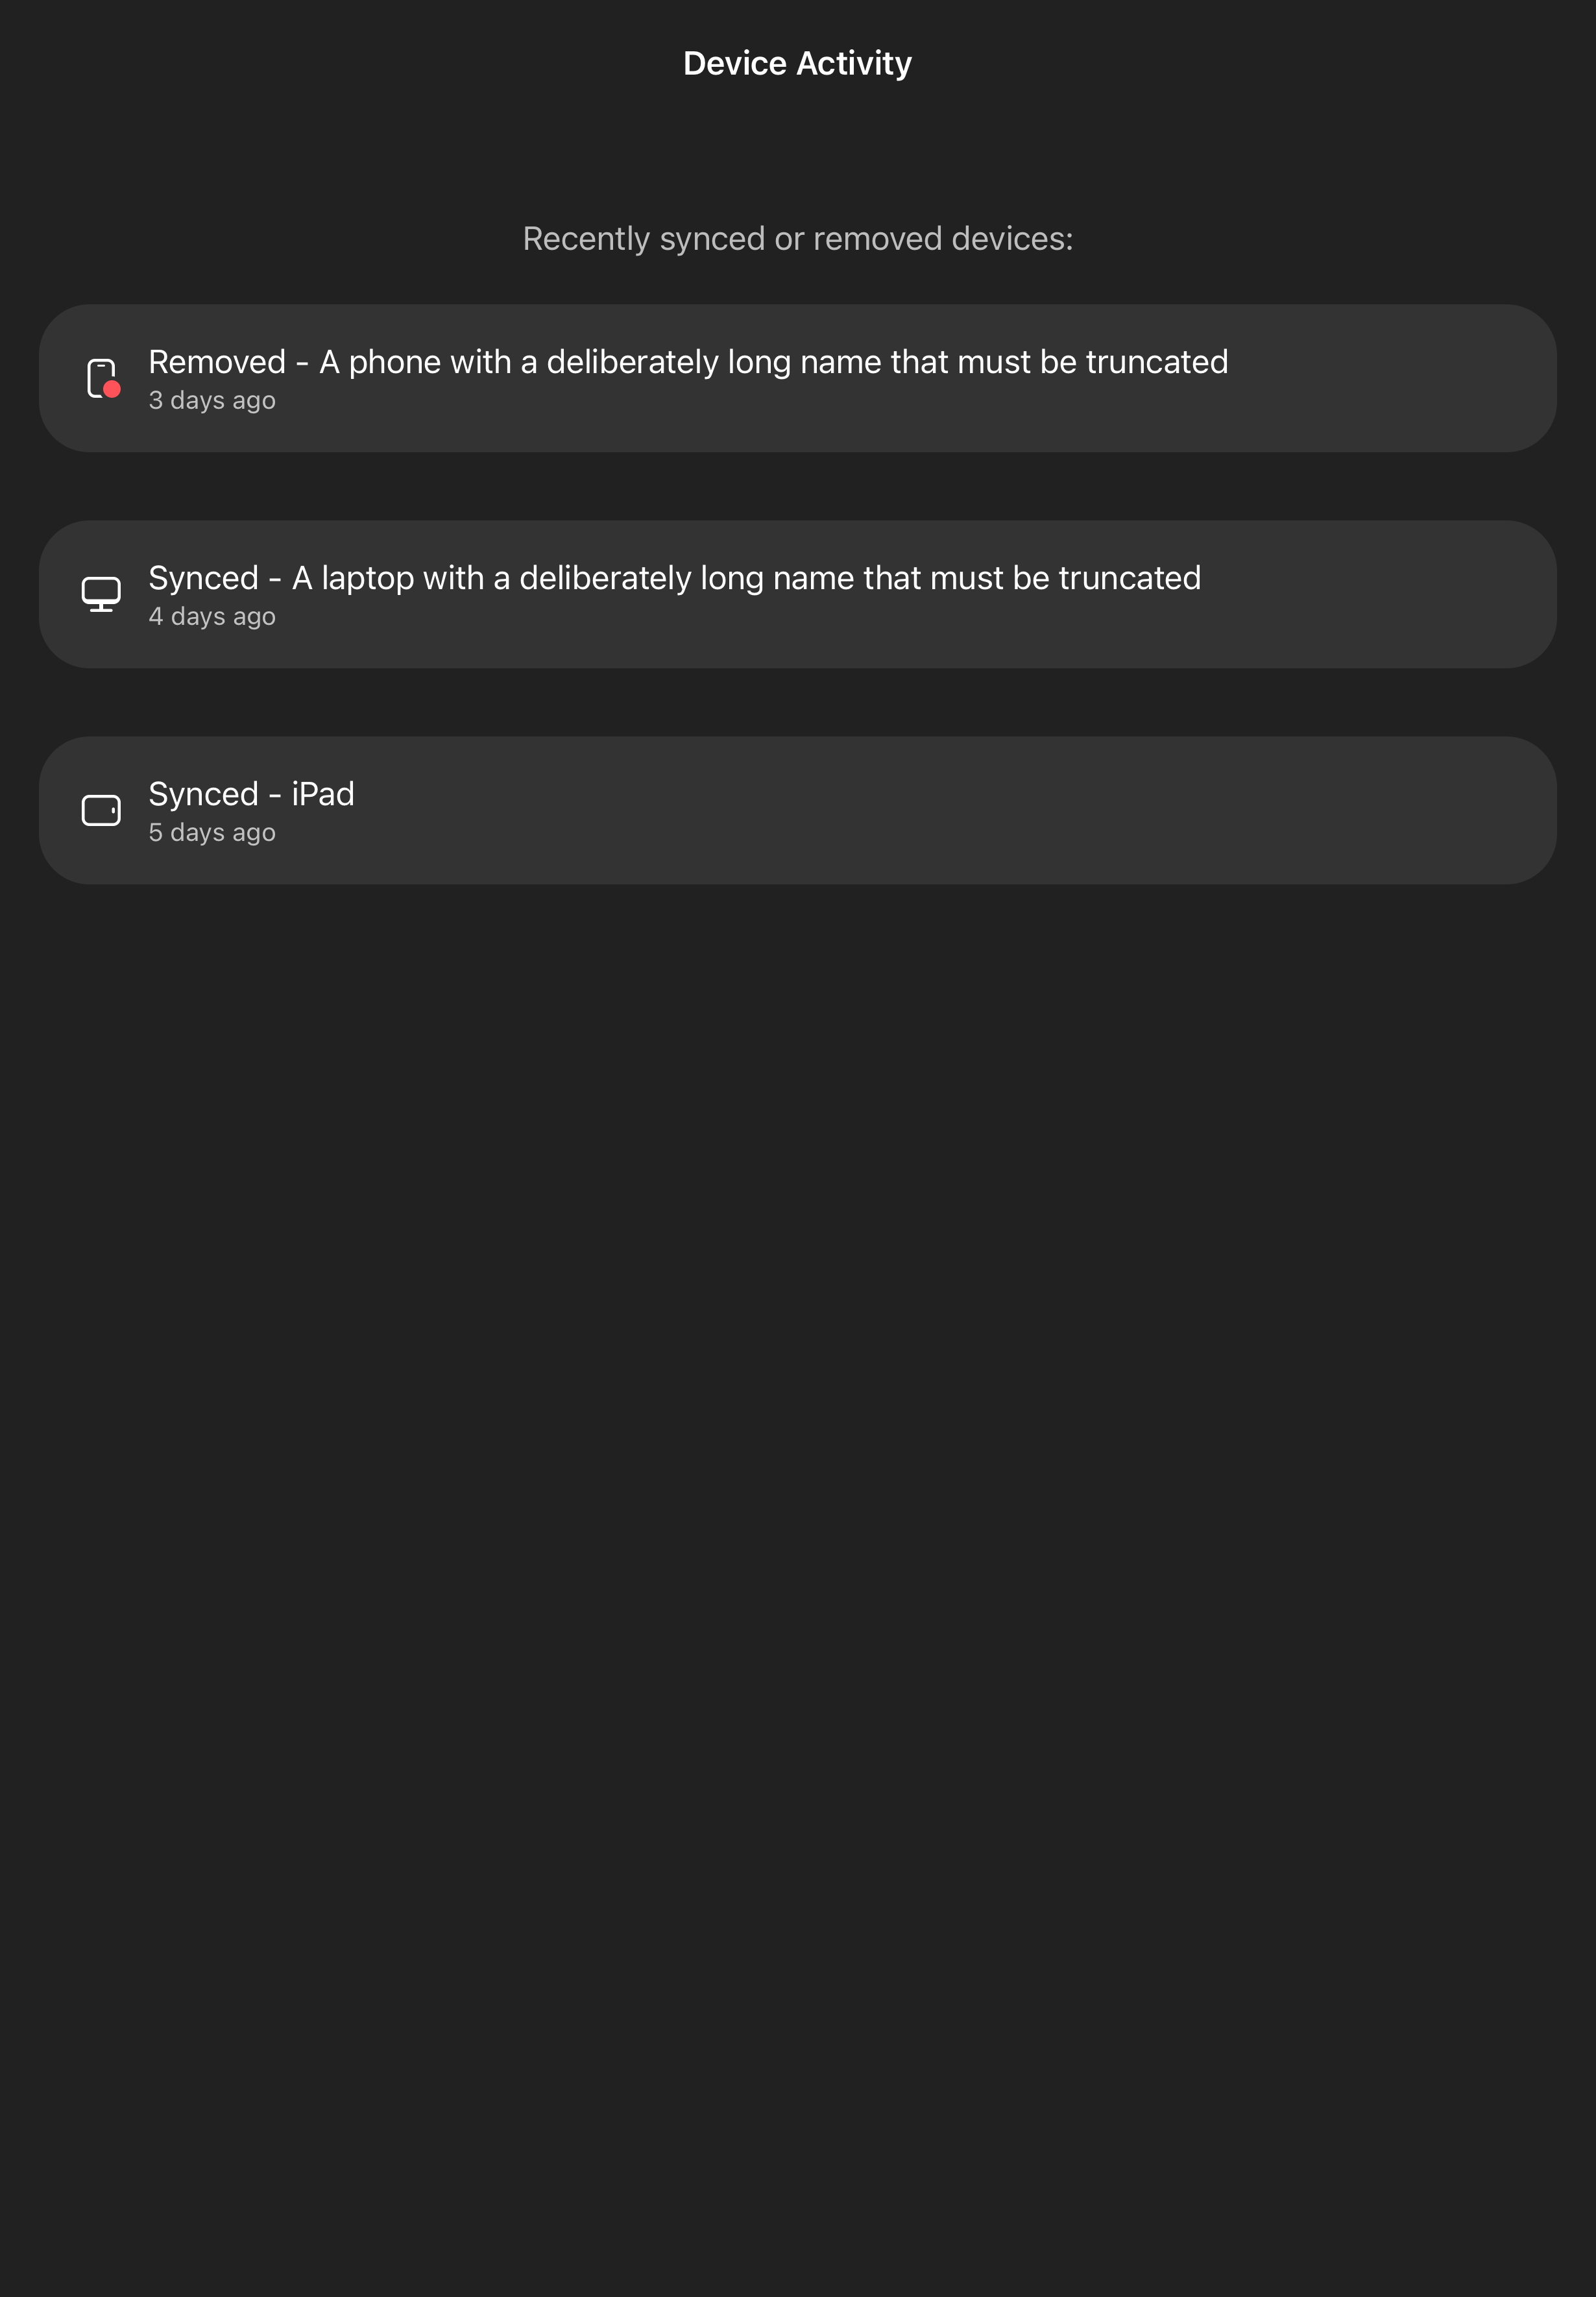 Device Activity
Recently synced or removed devices:
Removed - A phone with a deliberately long name that must be truncated
3 days ago
Synced - A laptop with a deliberately long name that must be truncated
4 days ago
Synced - iPad
5 days ago